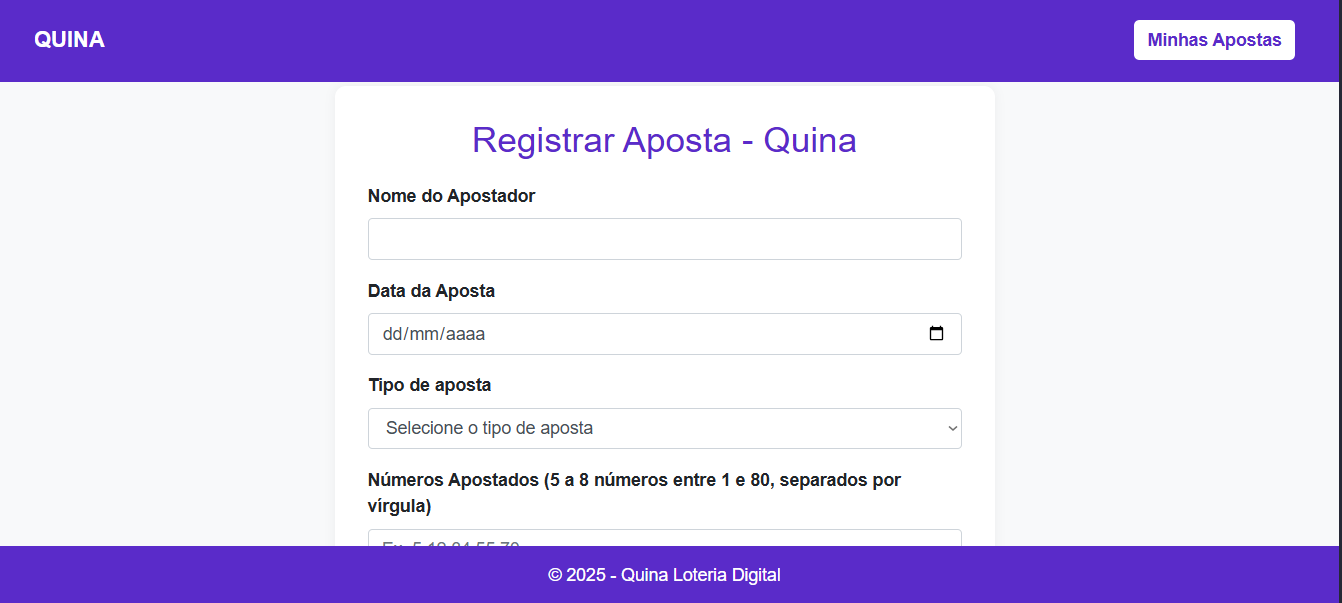 QUINA
Minhas Apostas
Registrar Aposta - Quina
Nome do Apostador
Data da Aposta
dd/mm/aaaa
Tipo de aposta
Selecione o tipo de aposta
Números Apostados (5 a 8 números entre 1 e 80, separados por
vírgula)
© 2025 - Quina Loteria Digital